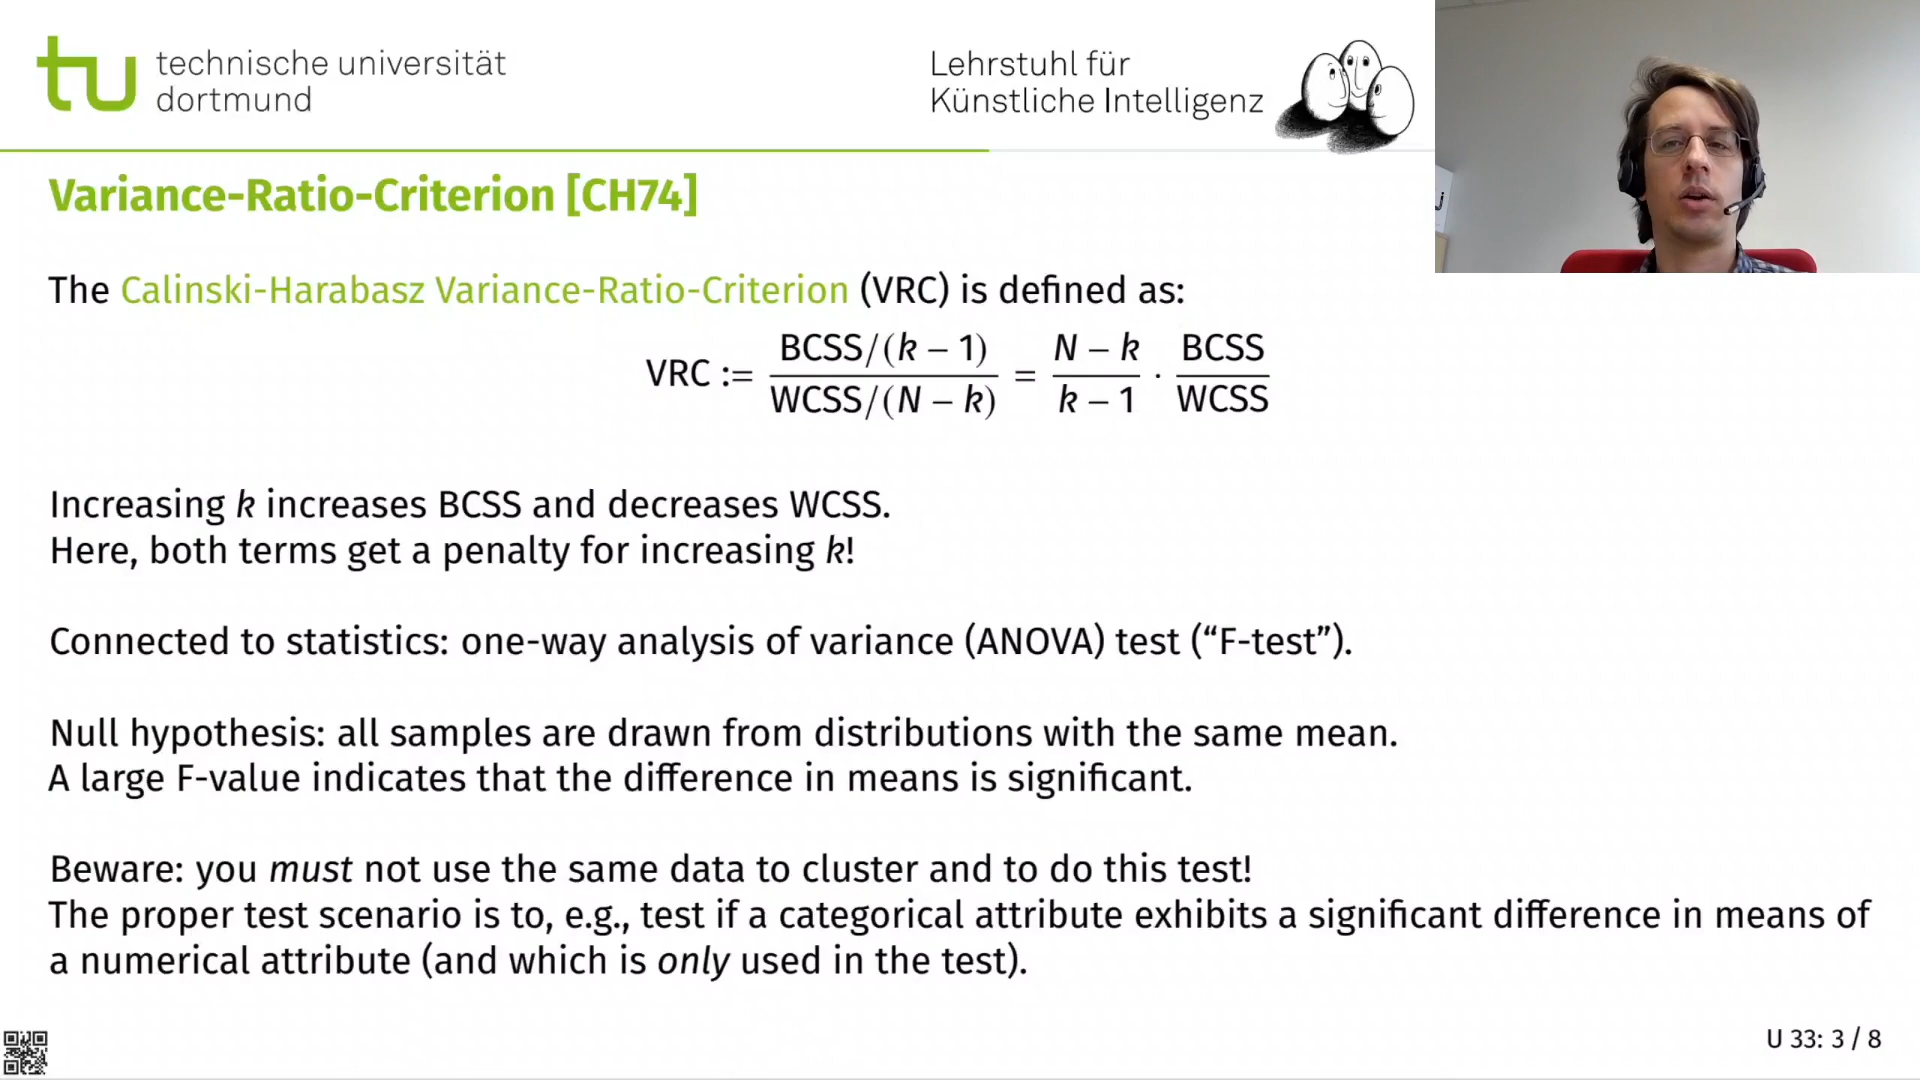 tu technische universität
dortmund
Lehrstuhl für
Künstliche Intelligenz
Variance-Ratio-Criterion [CH74]
The Calinski-Harabasz Variance-Ratio-Criterion (VRC) is defined as:
VRC := BCSS/(k – 1) / WCSS/(N – k) = N – k / k – 1 · BCSS / WCSS
Increasing k increases BCSS and decreases WCSS.
Here, both terms get a penalty for increasing k!
Connected to statistics: one-way analysis of variance (ANOVA) test (“F-test”).
Null hypothesis: all samples are drawn from distributions with the same mean.
A large F-value indicates that the difference in means is significant.
Beware: you must not use the same data to cluster and to do this test!
The proper test scenario is to, e.g., test if a categorical attribute exhibits a significant difference in means of
a numerical attribute (and which is only used in the test).
U 33: 3 / 8